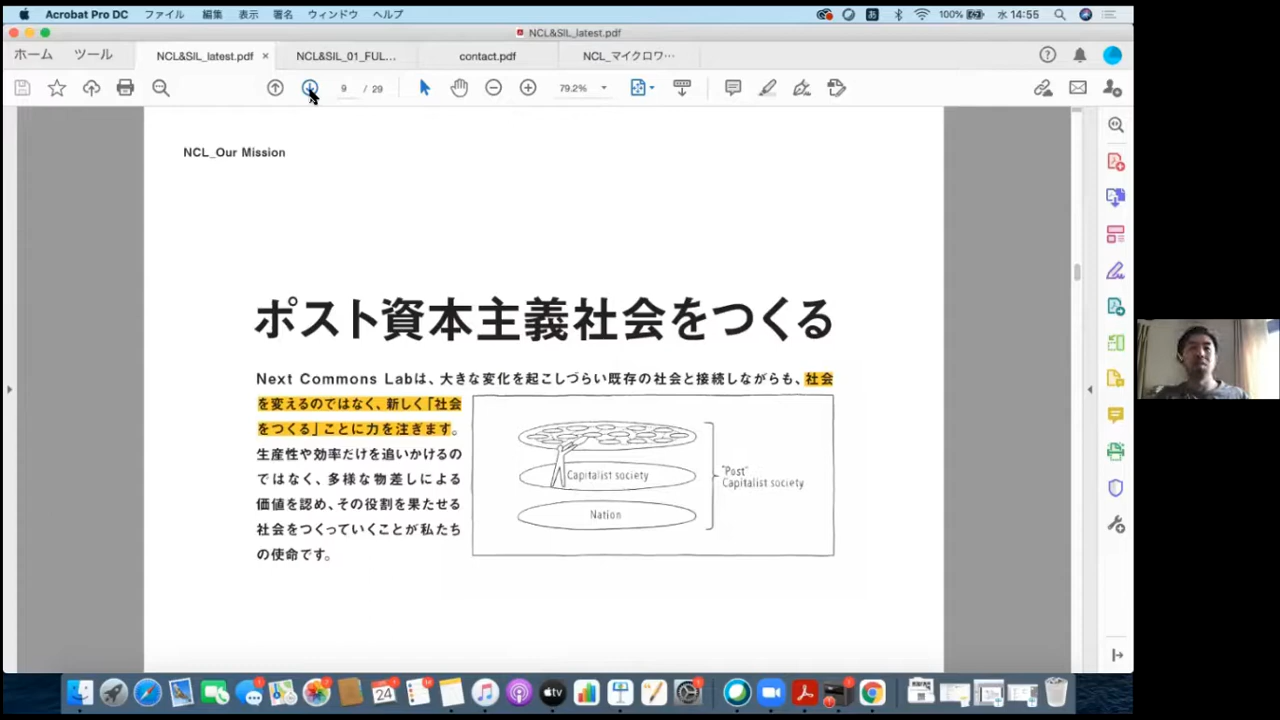 Acrobat Pro DC ファイル 編集 表示 署名 ウィンドウ ヘルプ 100% 水 14:55
NCL&SIL_latest.pdf
ホーム ツール NCL&SIL_latest.pdf × NCL&SIL_01_FUL... contact.pdf NCL_マイクロワ...
9 / 29 79.2%
NCL_Our Mission
ポスト資本主義社会をつくる
Next Commons Labは、大きな変化を起こしづらい既存の社会と接続しながらも、社会
を変えるのではなく、新しく「社会
をつくる」ことに力を注ぎます。
生産性や効率だけを追いかけるの
ではなく、多様な物差しによる
価値を認め、その役割を果たせる
社会をつくっていくことが私たち
の使命です。
Capitalist society
Nation
"Post"
Capitalist society
24
tv